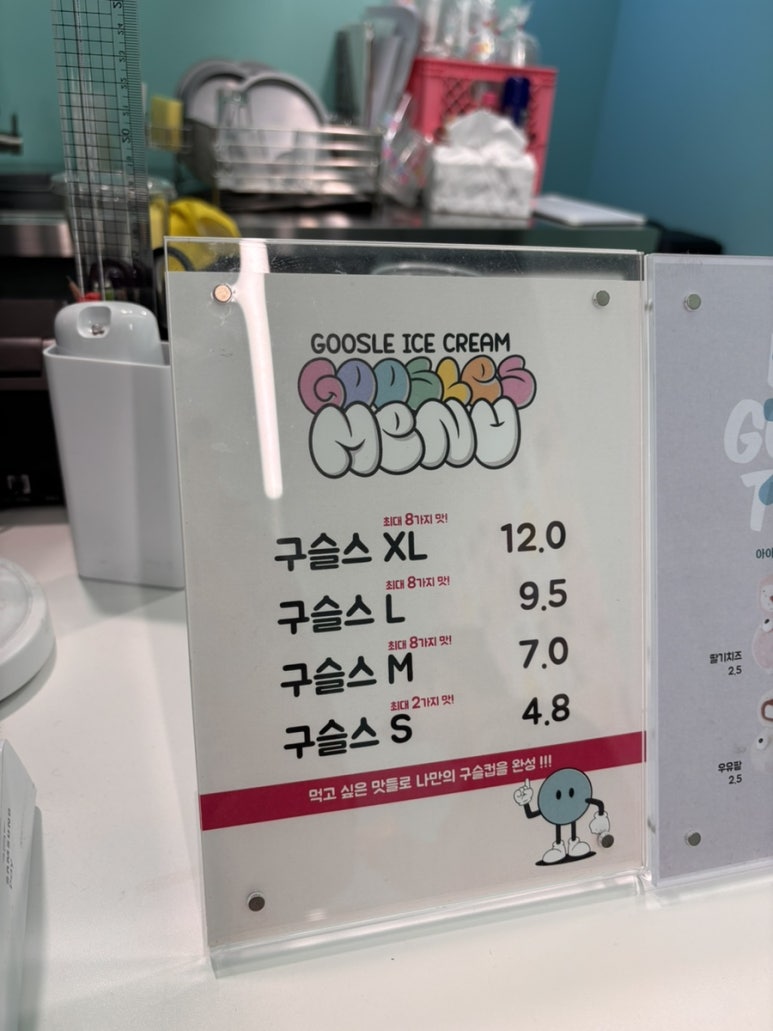 GOOSLE ICE CREAM
GOOSLES
MENU
최대 8가지 맛!
구슬스 XL 12.0
최대 8가지 맛!
구슬스 L 9.5
최대 8가지 맛!
구슬스 M 7.0
최대 2가지 맛!
구슬스 S 4.8
먹고 싶은 맛들로 나만의 구슬컵을 완성 !!!
딸기치즈
2.5
우유팡
2.5